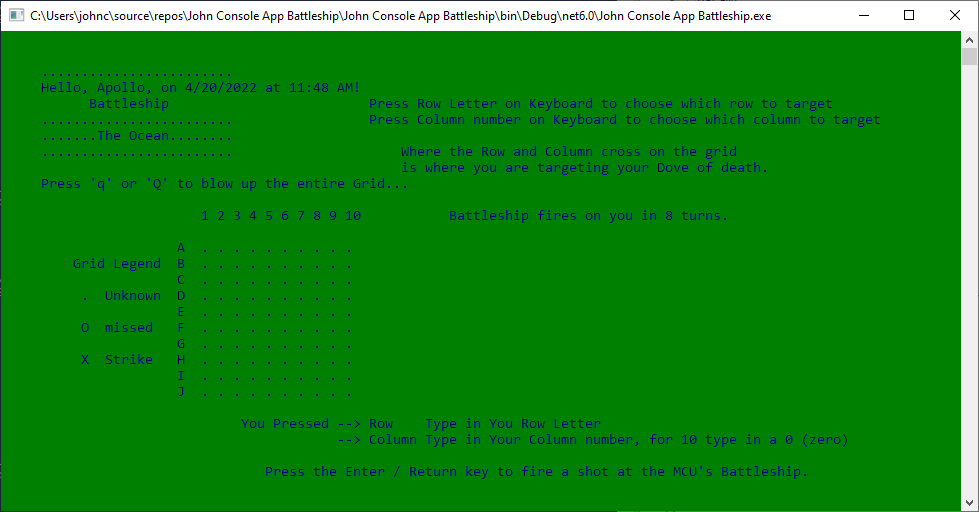 C:\Users\johnc\source\repos\John Console App Battleship\John Console App Battleship\bin\Debug\net6.0\John Console App Battleship.exe
........................
Hello, Apollo, on 4/20/2022 at 11:48 AM!
Battleship Press Row Letter on Keyboard to choose which row to target
........................ Press Column number on Keyboard to choose which column to target
.......The Ocean........
........................ Where the Row and Column cross on the grid
is where you are targeting your Dove of death.
Press 'q' or 'Q' to blow up the entire Grid...
1 2 3 4 5 6 7 8 9 10 Battleship fires on you in 8 turns.
A . . . . . . . . . .
Grid Legend B . . . . . . . . . .
C . . . . . . . . . .
. Unknown D . . . . . . . . . .
E . . . . . . . . . .
O missed F . . . . . . . . . .
G . . . . . . . . . .
X Strike H . . . . . . . . . .
I . . . . . . . . . .
J . . . . . . . . . .
You Pressed --> Row Type in You Row Letter
--> Column Type in Your Column number, for 10 type in a 0 (zero)
Press the Enter / Return key to fire a shot at the MCU's Battleship.